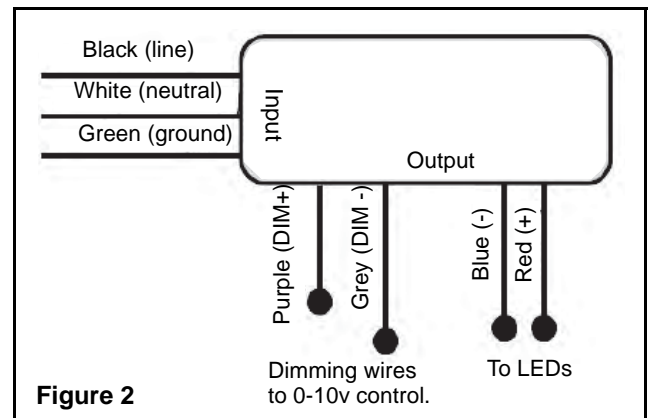 Black (line)
White (neutral)
Green (ground)
Input
Output
Purple (DIM+)
Grey (DIM -)
Blue (-)
Red (+)
Dimming wires
to 0-10v control.
To LEDs
Figure 2